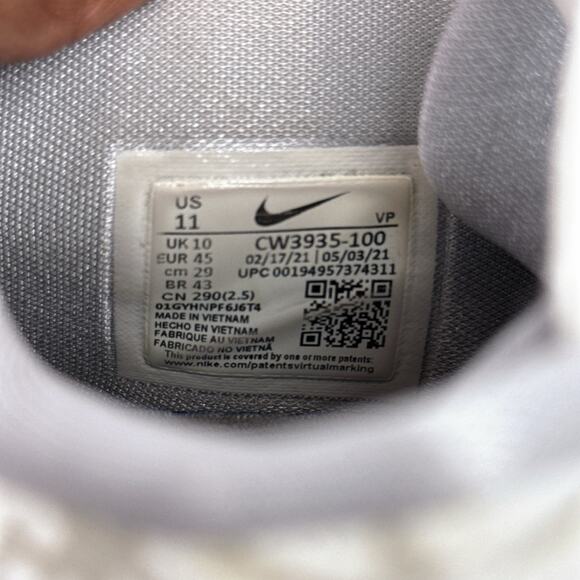 US
11
VP
UK 10
CW3935-100
EUR 45
02/17/21 | 05/03/21
cm 29
UPC 00194957374311
BR 43
CN 290(2.5)
01GYHNPF6J6T4
MADE IN VIETNAM
HECHO EN VIETNAM
FABRIQUE AU VIETNAM
FABRICADO NO VIETNÃ
This product is covered by one or more patents:
www.nike.com/patentsvirtualmarking